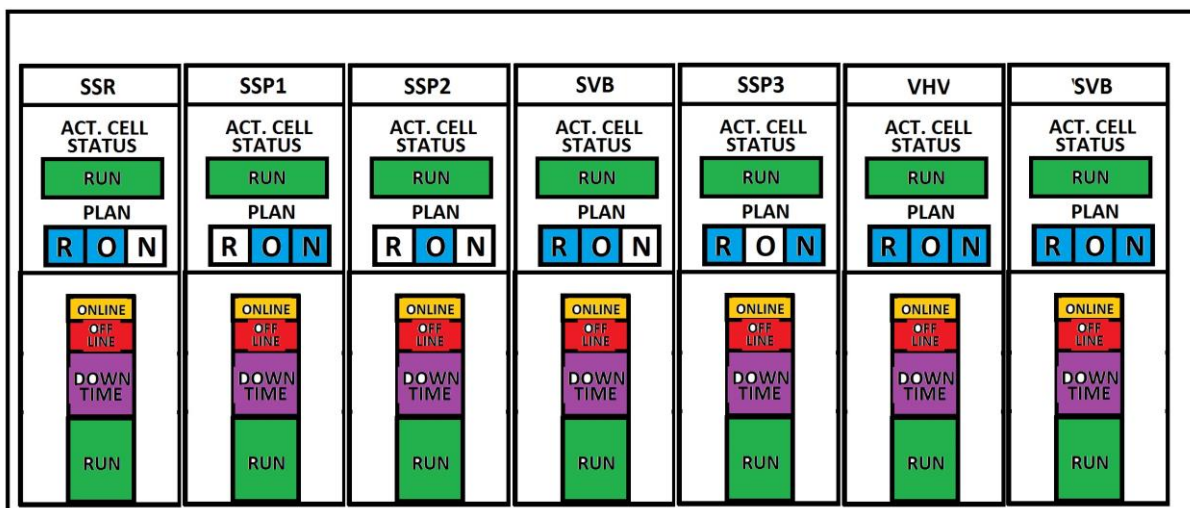 SSR SSP1 SSP2 SVB SSP3 VHV SVB
ACT. CELL ACT. CELL ACT. CELL ACT. CELL ACT. CELL ACT. CELL ACT. CELL
STATUS STATUS STATUS STATUS STATUS STATUS STATUS
RUN RUN RUN RUN RUN RUN RUN
PLAN PLAN PLAN PLAN PLAN PLAN PLAN
R O N R O N R O N R O N R O N R O N R O N
ONLINE ONLINE ONLINE ONLINE ONLINE ONLINE ONLINE
OFF OFF OFF OFF OFF OFF OFF
LINE LINE LINE LINE LINE LINE LINE
DOWN DOWN DOWN DOWN DOWN DOWN DOWN
TIME TIME TIME TIME TIME TIME TIME
RUN RUN RUN RUN RUN RUN RUN